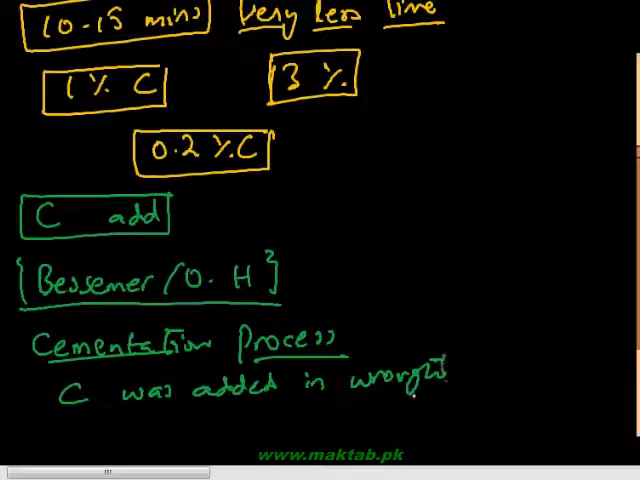 10-15 mins Very Less time
1 % C 3 %
0.2 %.C
C add
[Bessemer / O. H]
Cementation Process
C was added in wrought
www.maktab.pk